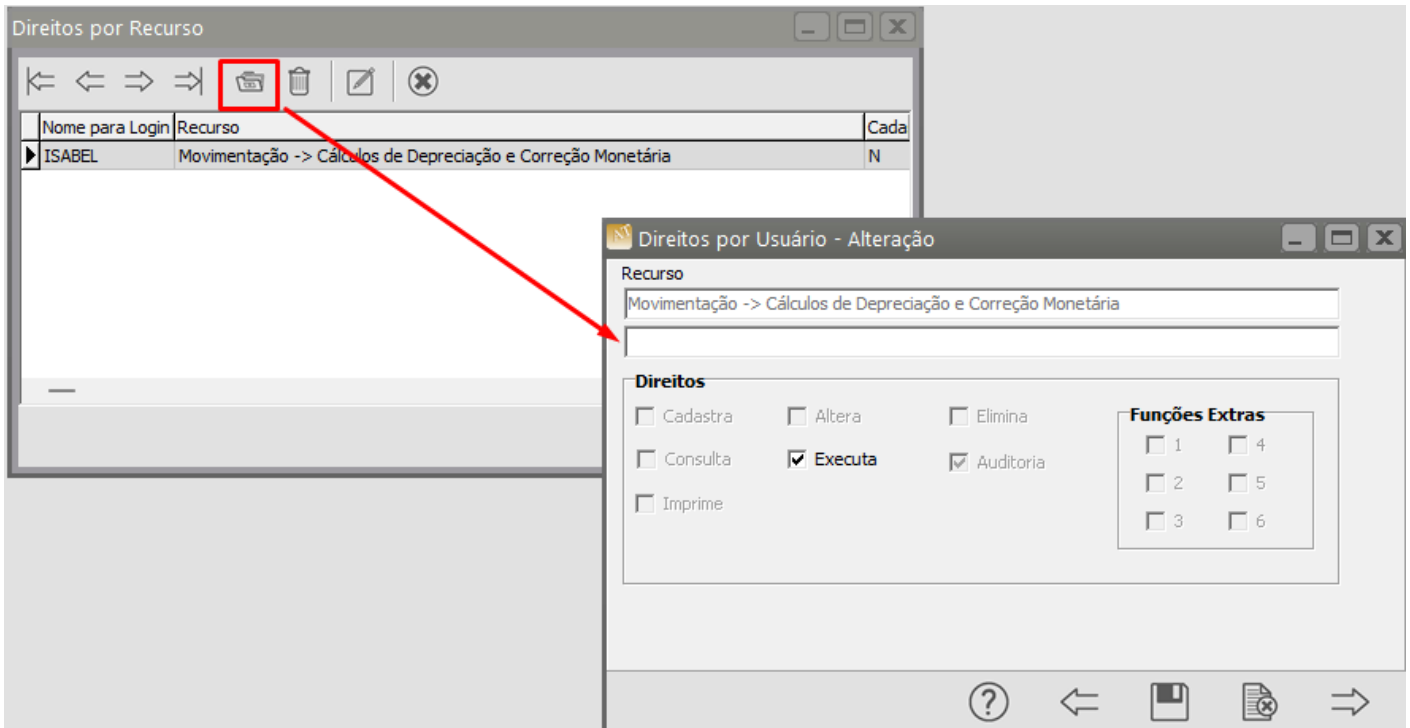 Direitos por Recurso
Nome para Login Recurso Cada
ISABEL Movimentação -> Cálculos de Depreciação e Correção Monetária N
Direitos por Usuário - Alteração
Recurso
Movimentação -> Cálculos de Depreciação e Correção Monetária
Direitos
Cadastra Altera Elimina
Consulta Executa Auditoria
Imprime
Funções Extras
1 4
2 5
3 6